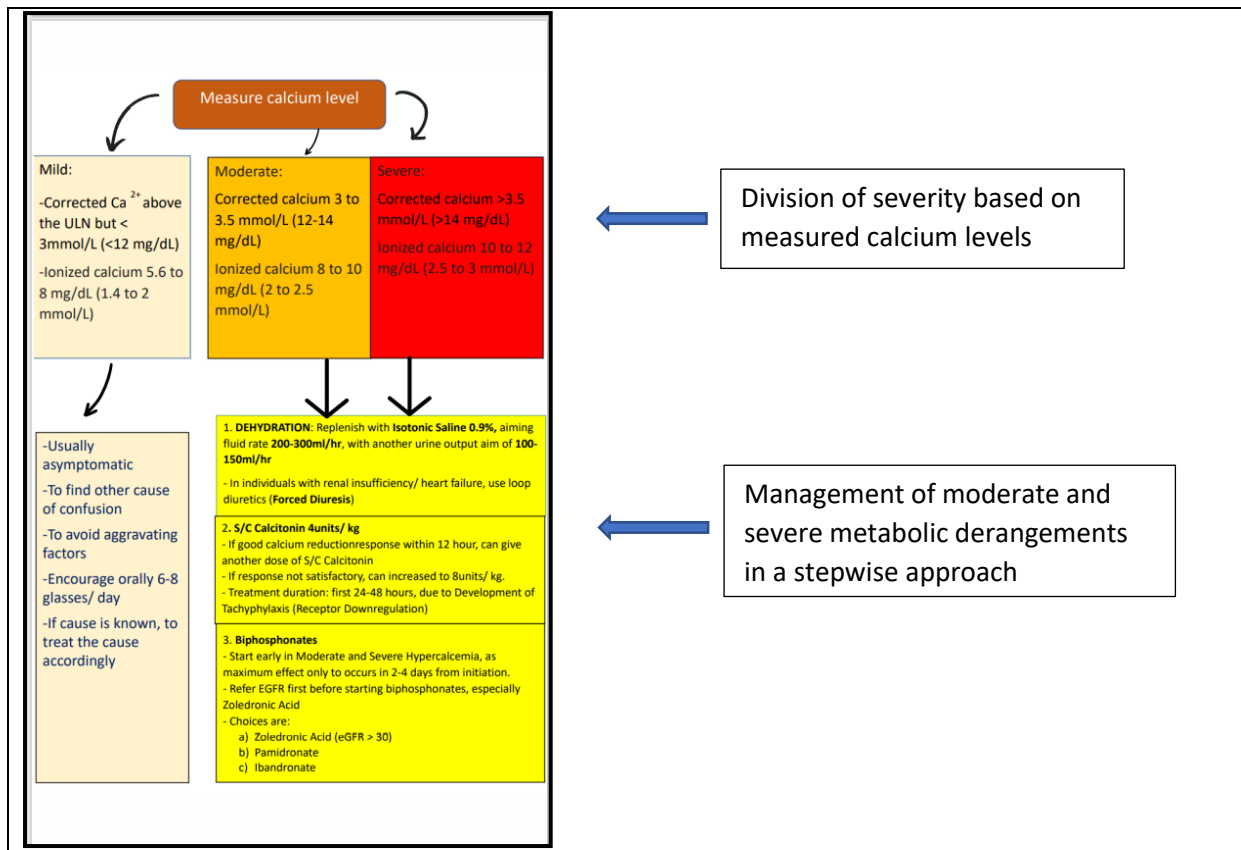 Measure calcium level
Mild:
-Corrected Ca 2+ above
the ULN but <
3mmol/L (<12 mg/dL)
-Ionized calcium 5.6 to
8 mg/dL (1.4 to 2
mmol/L)
Moderate:
Corrected calcium 3 to
3.5 mmol/L (12-14
mg/dL)
Ionized calcium 8 to 10
mg/dL (2 to 2.5
mmol/L)
Severe:
Corrected calcium >3.5
mmol/L (>14 mg/dL)
Ionized calcium 10 to 12
mg/dL (2.5 to 3 mmol/L)
Division of severity based on
measured calcium levels
-Usually
asymptomatic
-To find other cause
of confusion
-To avoid aggravating
factors
-Encourage orally 6-8
glasses/ day
-If cause is known, to
treat the cause
accordingly
1. DEHYDRATION: Replenish with Isotonic Saline 0.9%, aiming
fluid rate 200-300ml/hr, with another urine output aim of 100-
150ml/hr
- In individuals with renal insufficiency/ heart failure, use loop
diuretics (Forced Diuresis)
2. S/C Calcitonin 4units/ kg
- If good calcium reductionresponse within 12 hour, can give
another dose of S/C Calcitonin
- If response not satisfactory, can increased to 8units/ kg.
- Treatment duration: first 24-48 hours, due to Development of
Tachyphylaxis (Receptor Downregulation)
3. Biphosphonates
- Start early in Moderate and Severe Hypercalcemia, as
maximum effect only to occurs in 2-4 days from initiation.
- Refer EGFR first before starting biphosphonates, especially
Zoledronic Acid
- Choices are:
a) Zoledronic Acid (eGFR > 30)
b) Pamidronate
c) Ibandronate
Management of moderate and
severe metabolic derangements
in a stepwise approach